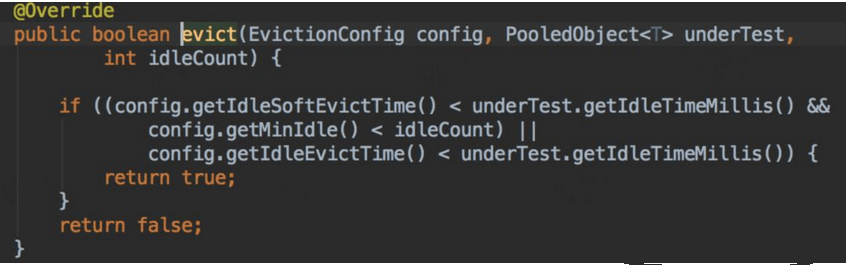 @Override
public boolean evict(EvictionConfig config, PooledObject<T> underTest,
        int idleCount) {
    if ((config.getIdleSoftEvictTime() < underTest.getIdleTimeMillis() &&
            config.getMinIdle() < idleCount) ||
            config.getIdleEvictTime() < underTest.getIdleTimeMillis()) {
        return true;
    }
    return false;
}